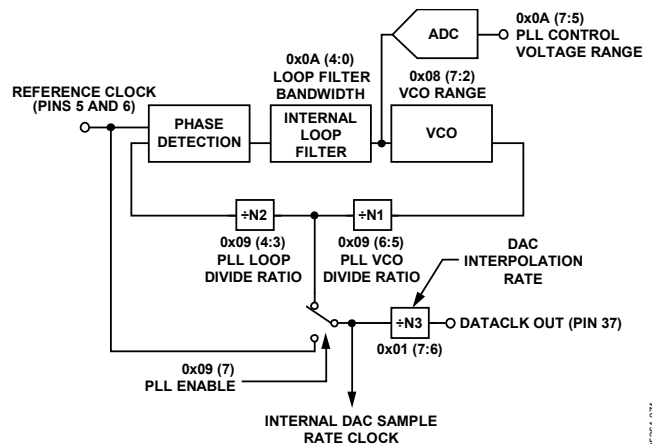 0x0A (7:5)
PLL CONTROL
VOLTAGE RANGE
ADC
0x0A (4:0)
LOOP FILTER
BANDWIDTH
0x08 (7:2)
VCO RANGE
REFERENCE CLOCK
(PINS 5 AND 6)
PHASE
DETECTION
INTERNAL
LOOP
FILTER
VCO
÷N2
÷N1
0x09 (4:3)
PLL LOOP
DIVIDE RATIO
0x09 (6:5)
PLL VCO
DIVIDE RATIO
DAC
INTERPOLATION
RATE
÷N3
DATACLK OUT (PIN 37)
0x01 (7:6)
0x09 (7)
PLL ENABLE
INTERNAL DAC SAMPLE
RATE CLOCK